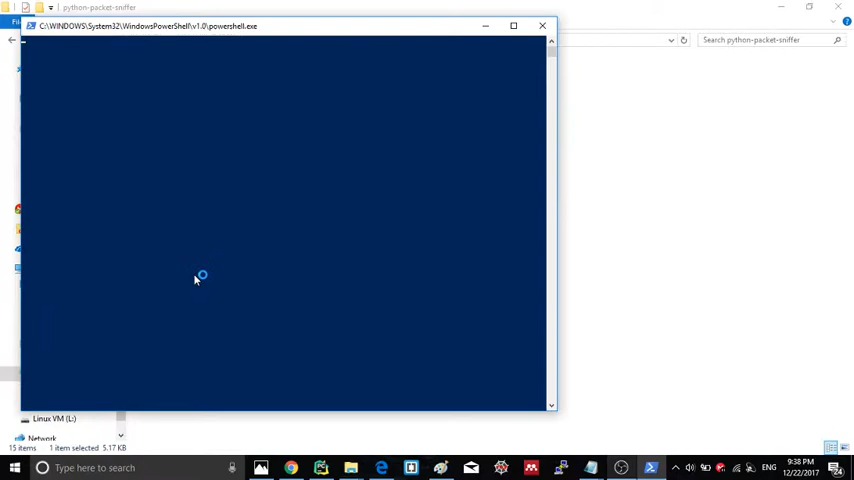 python-packet-sniffer
C:\WINDOWS\System32\WindowsPowerShell\v1.0\powershell.exe
Search python-packet-sniffer
Linux VM (L:)
Network
15 items
1 item selected 5.17 KB
Type here to search
ENG
9:38 PM
12/22/2017
24